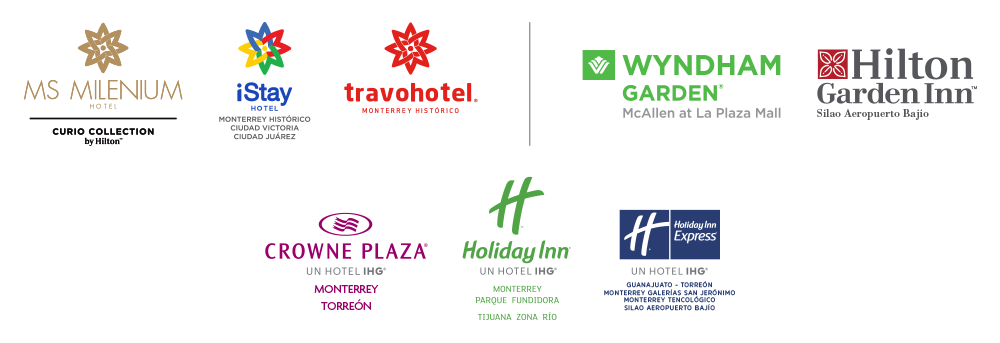 MS MILENIUM
HOTEL
CURIO COLLECTION
by Hilton™
iStay
HOTEL
MONTERREY HISTÓRICO
CIUDAD VICTORIA
CIUDAD JUÁREZ
travohotel®
MONTERREY HISTÓRICO
WYNDHAM
GARDEN®
McAllen at La Plaza Mall
Hilton
Garden Inn™
Silao Aeropuerto Bajío
CROWNE PLAZA®
UN HOTEL IHG®
MONTERREY
TORREÓN
H
Holiday Inn®
UN HOTEL IHG®
MONTERREY
PARQUE FUNDIDORA
TIJUANA ZONA RÍO
H
Holiday Inn
Express®
UN HOTEL IHG®
GUANAJUATO - TORREÓN
MONTERREY GALERÍAS SAN JERÓNIMO
MONTERREY TENCOLÓGICO
SILAO AEROPUERTO BAJÍO